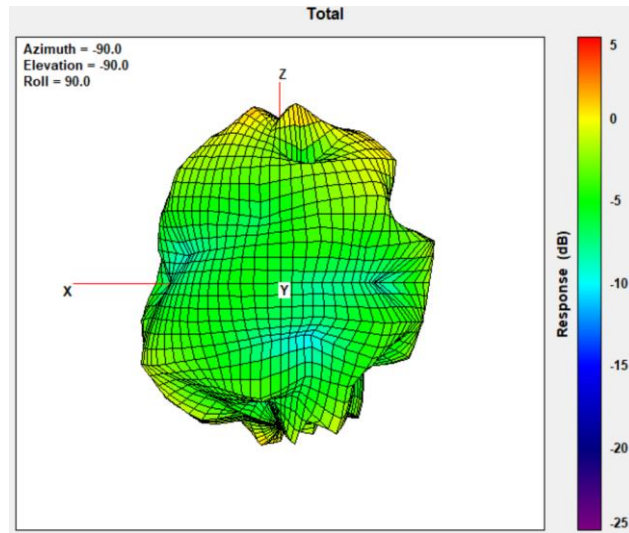 Total
Azimuth = -90.0
Elevation = -90.0
Roll = 90.0
Z
X
Y
5
0
-5
-10
-15
-20
-25
Response (dB)